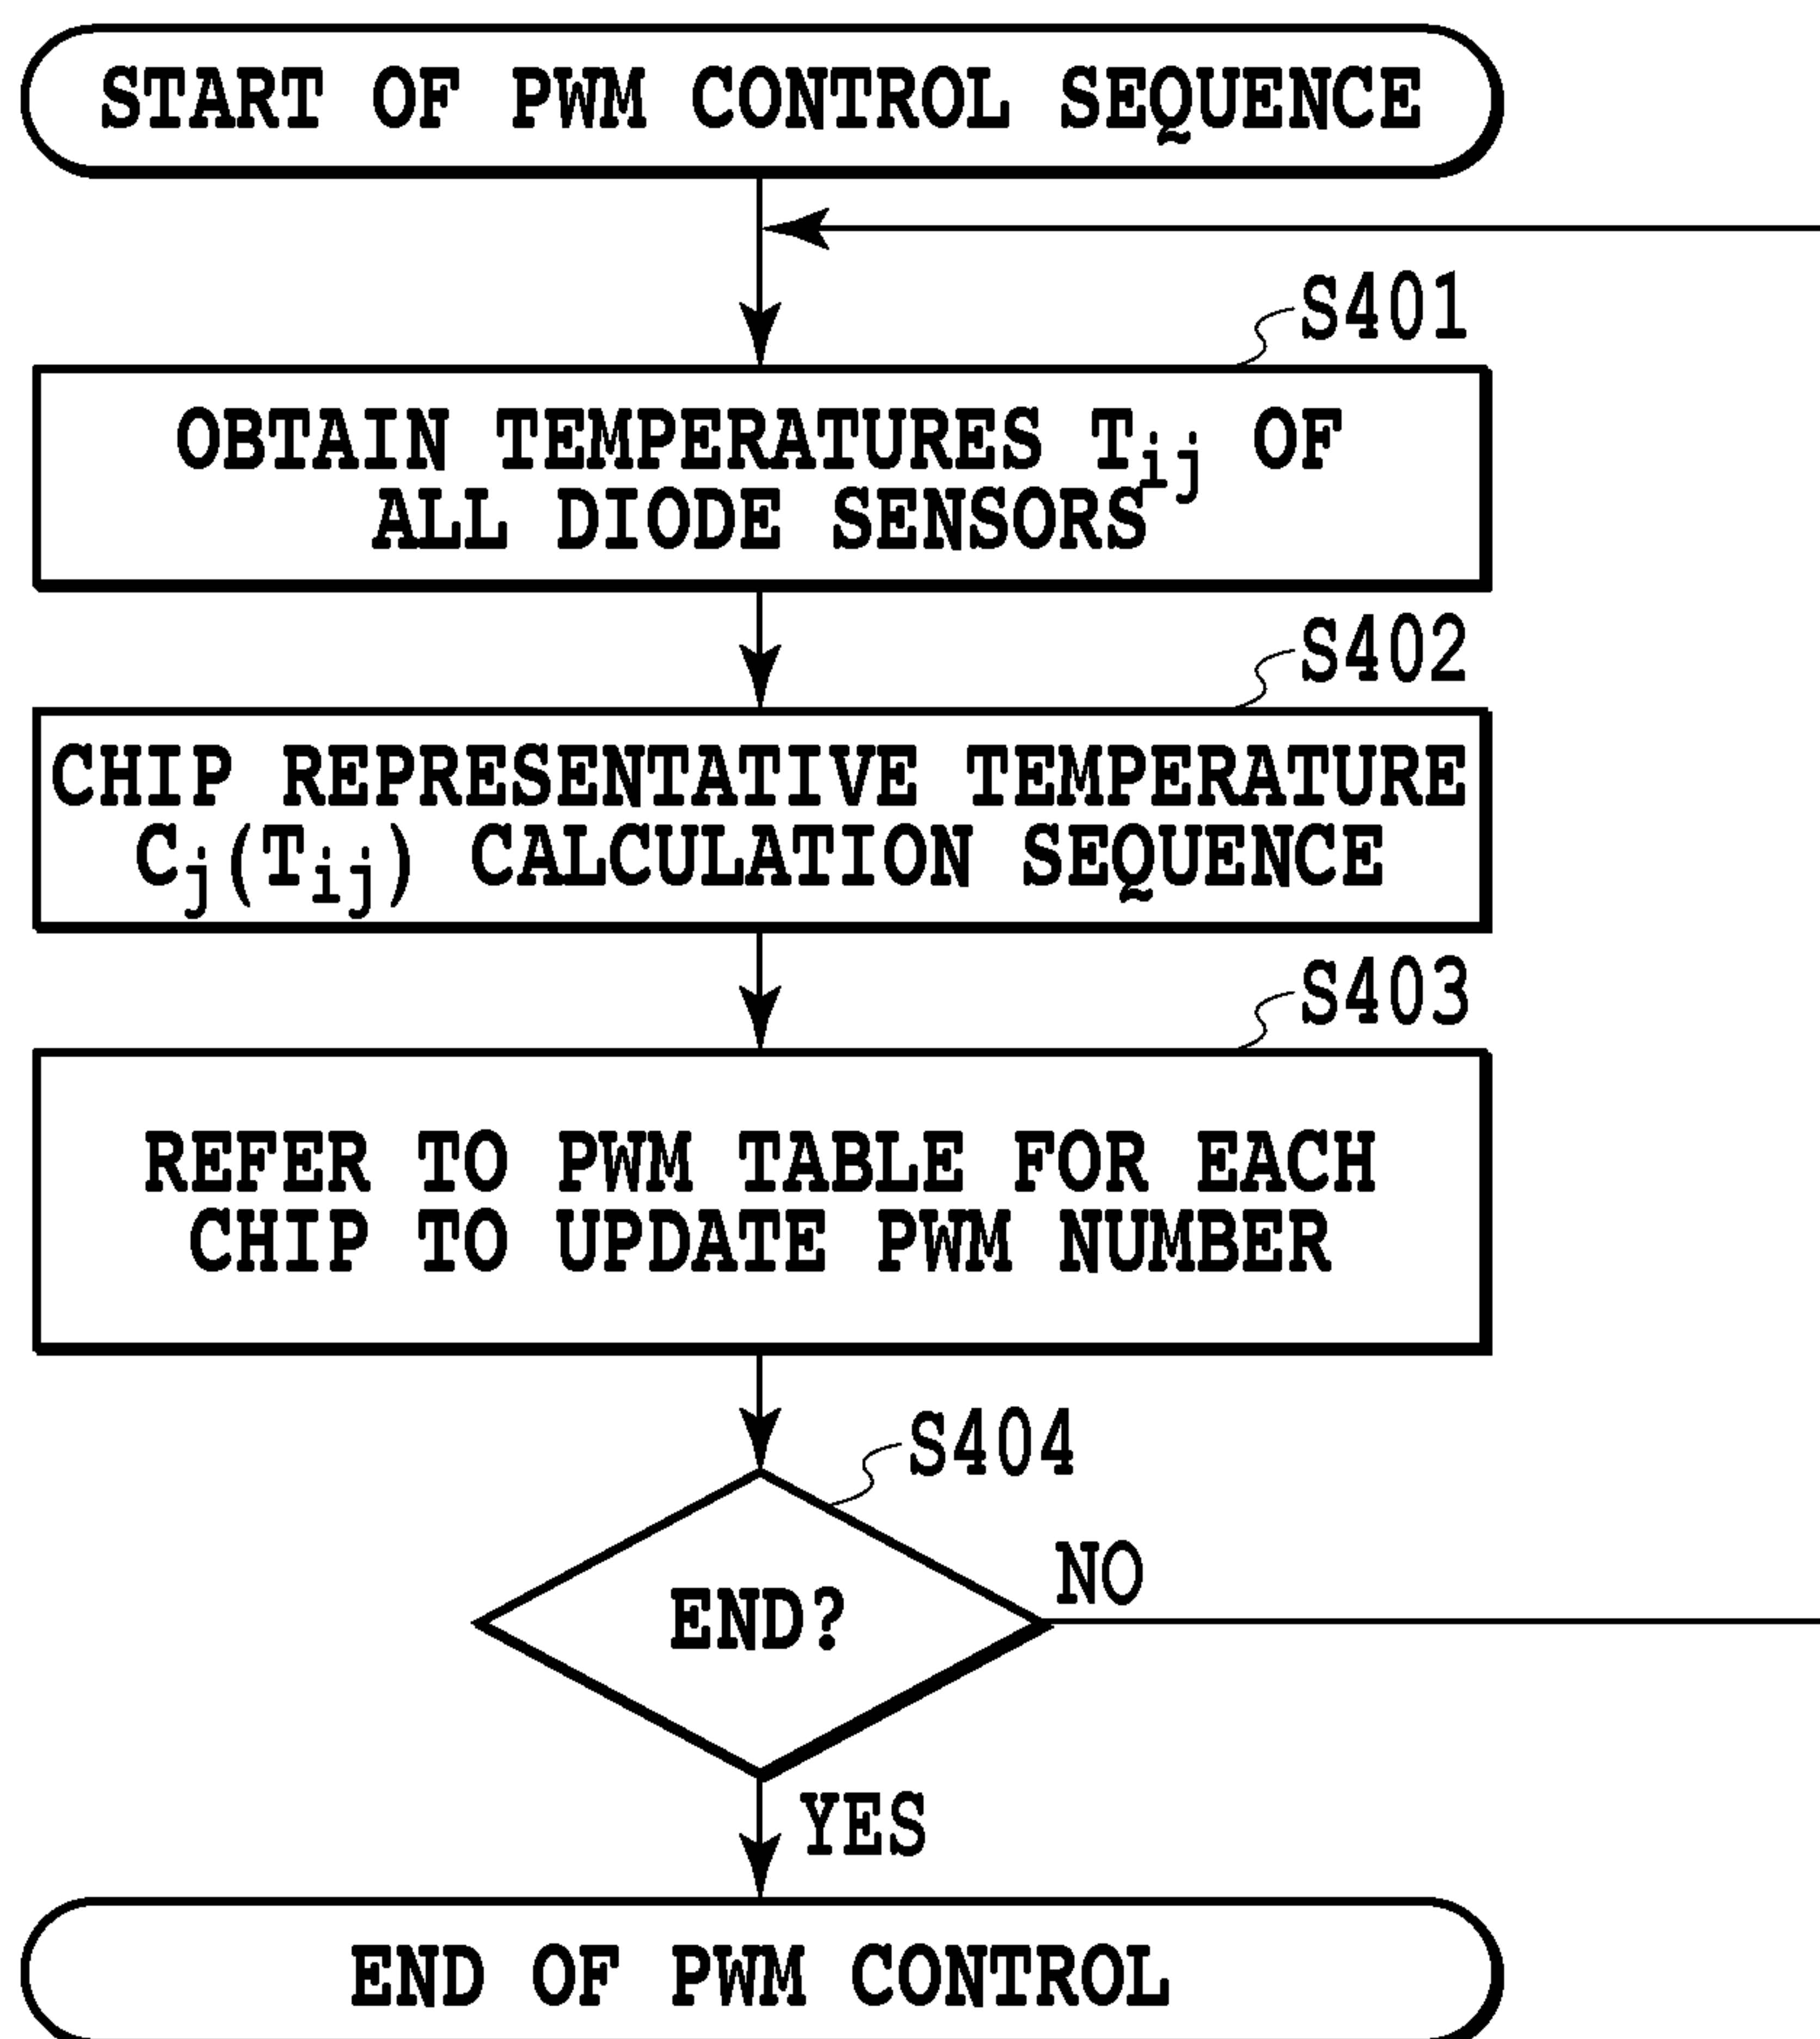 START OF PWM CONTROL SEQUENCE
S401
OBTAIN TEMPERATURES Tij OF
ALL DIODE SENSORS
S402
CHIP REPRESENTATIVE TEMPERATURE
Cj(Tij) CALCULATION SEQUENCE
S403
REFER TO PWM TABLE FOR EACH
CHIP TO UPDATE PWM NUMBER
S404
END?
NO
YES
END OF PWM CONTROL